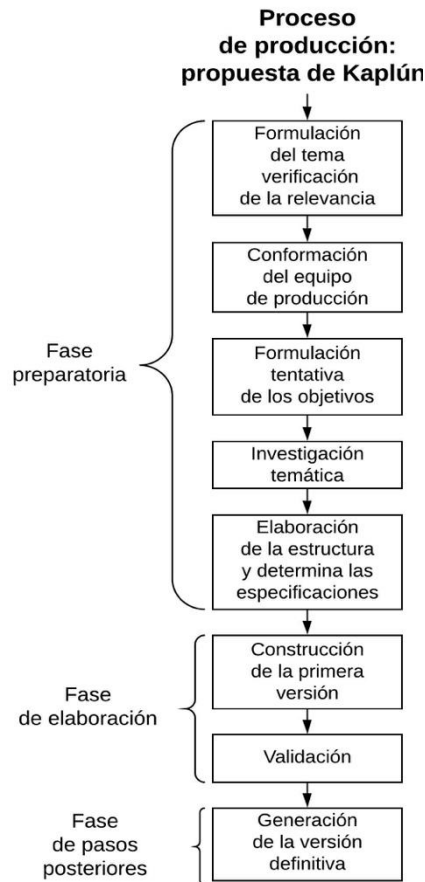 Proceso
de producción:
propuesta de Kaplún
Formulación
del tema
verificación
de la relevancia
Conformación
del equipo
de producción
Fase
preparatoria
Formulación
tentativa
de los objetivos
Investigación
temática
Elaboración
de la estructura
y determina las
especificaciones
Fase
de elaboración
Construcción
de la primera
versión
Validación
Fase
de pasos
posteriores
Generación
de la versión
definitiva